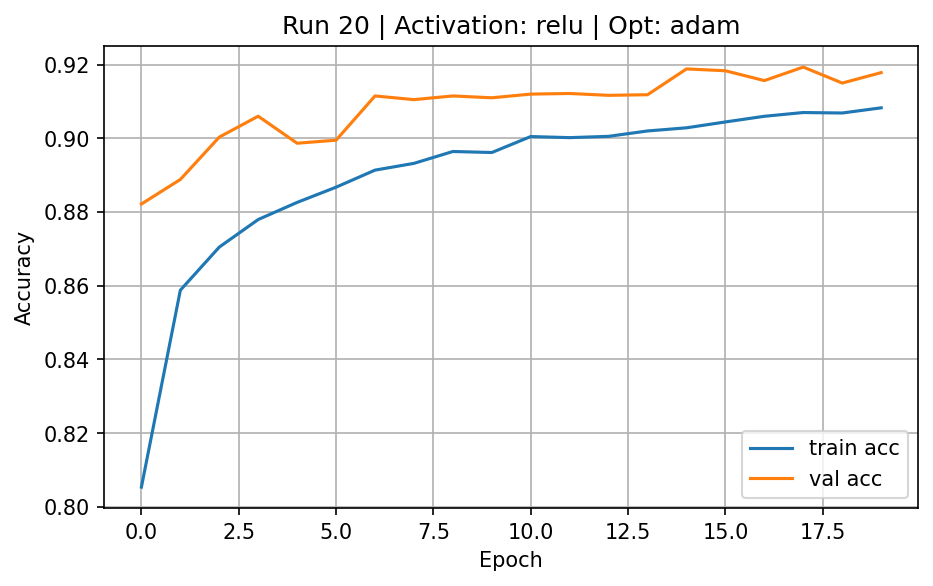 Run 20 | Activation: relu | Opt: adam
0.92
0.90
0.88
0.86
0.84
0.82
0.80
Accuracy
train acc
val acc
0.0 2.5 5.0 7.5 10.0 12.5 15.0 17.5
Epoch